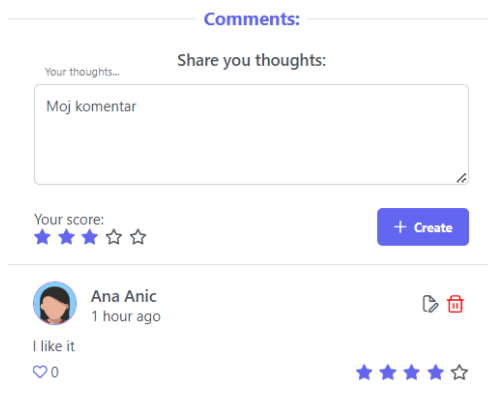 Comments:
Share you thoughts:
Your thoughts...
Moj komentar
Your score:
Create
Ana Anic
1 hour ago
I like it
0